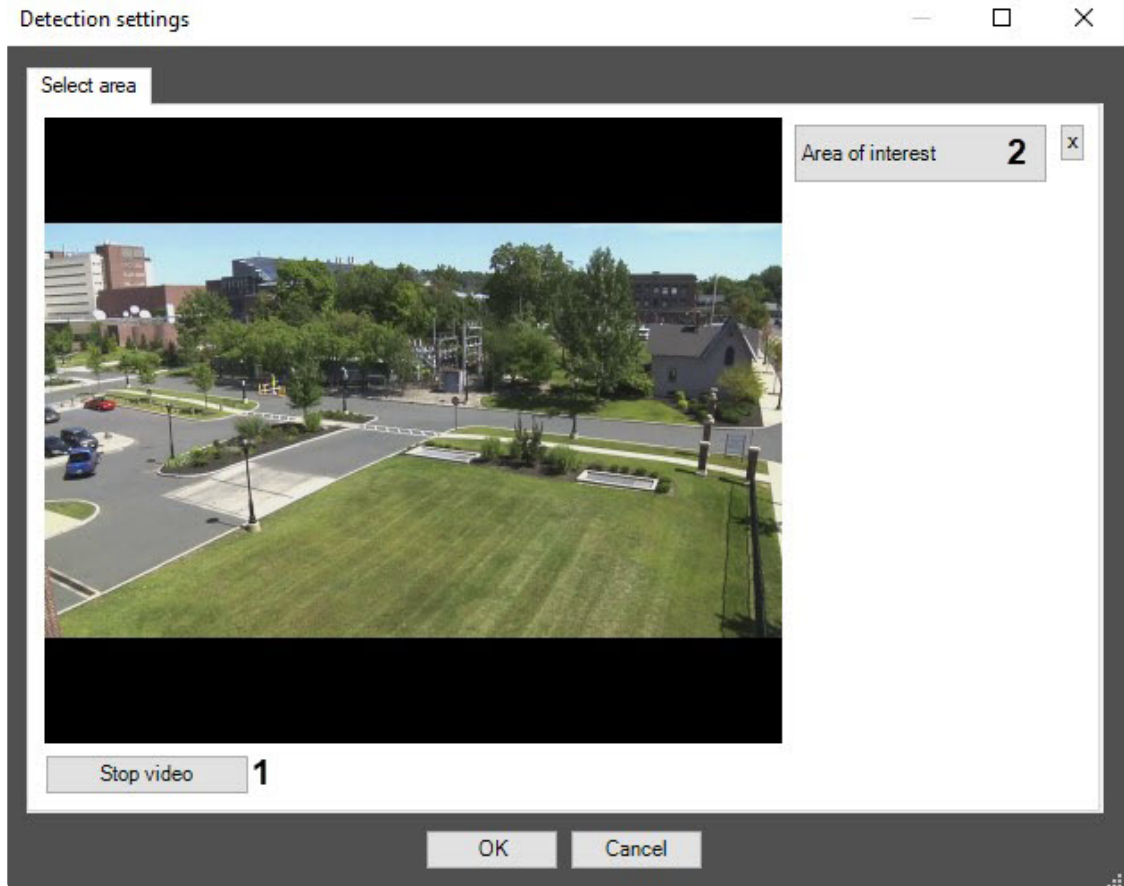 Detection settings
Select area
Area of interest 2 x
Stop video 1
OK Cancel